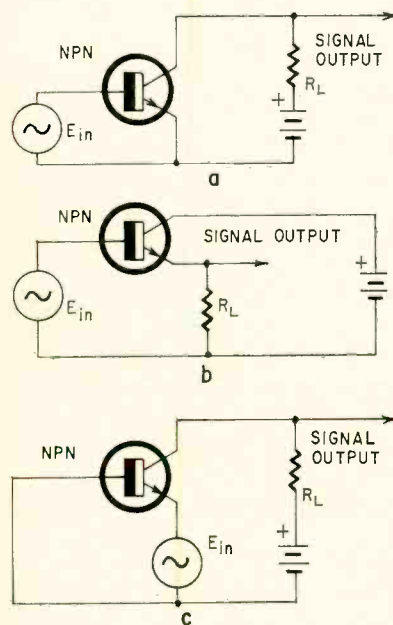 NPN
SIGNAL
OUTPUT
RL
+
Ein
a
NPN
SIGNAL OUTPUT
+
RL
Ein
b
NPN
SIGNAL
OUTPUT
RL
+
Ein
c